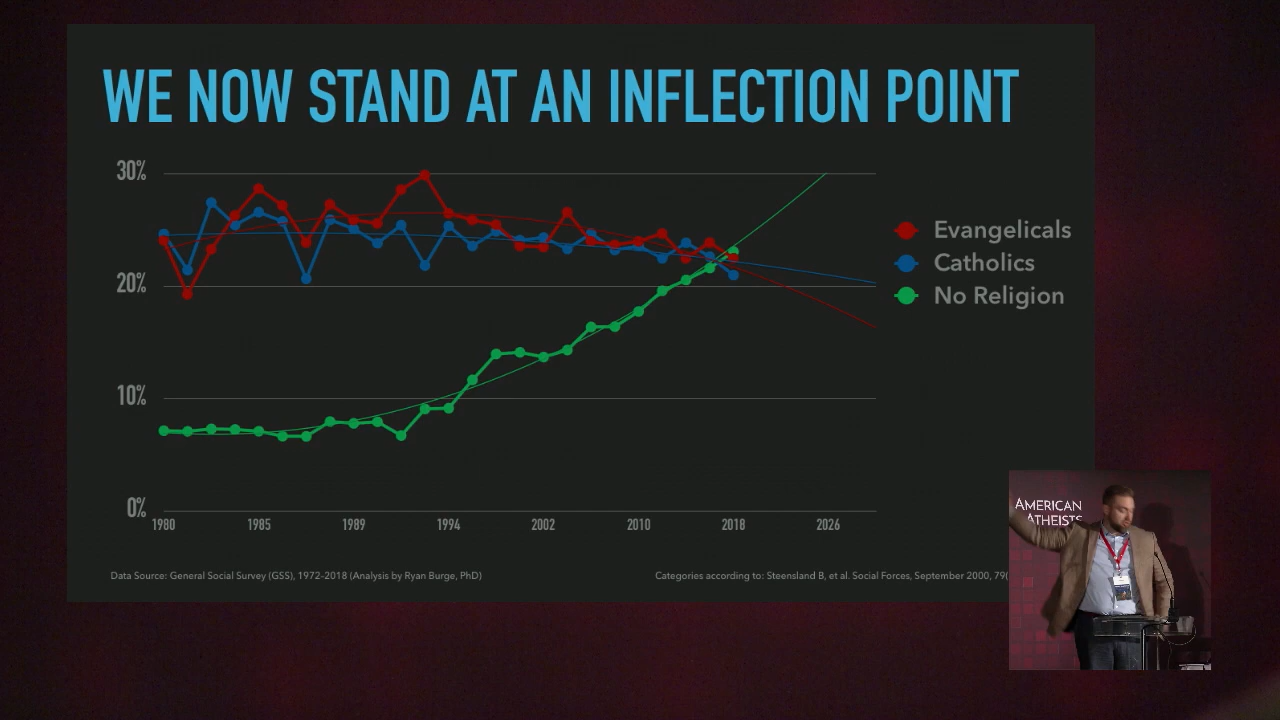 WE NOW STAND AT AN INFLECTION POINT
30%
20%
10%
0%
1980 1985 1989 1994 2002 2010 2018 2026
Evangelicals
Catholics
No Religion
Data Source: General Social Survey (GSS), 1972–2018 (Analysis by Ryan Burge, PhD)
Categories according to: Steensland B, et al. Social Forces, September 2000, 79(
AMERICAN
ATHEISTS